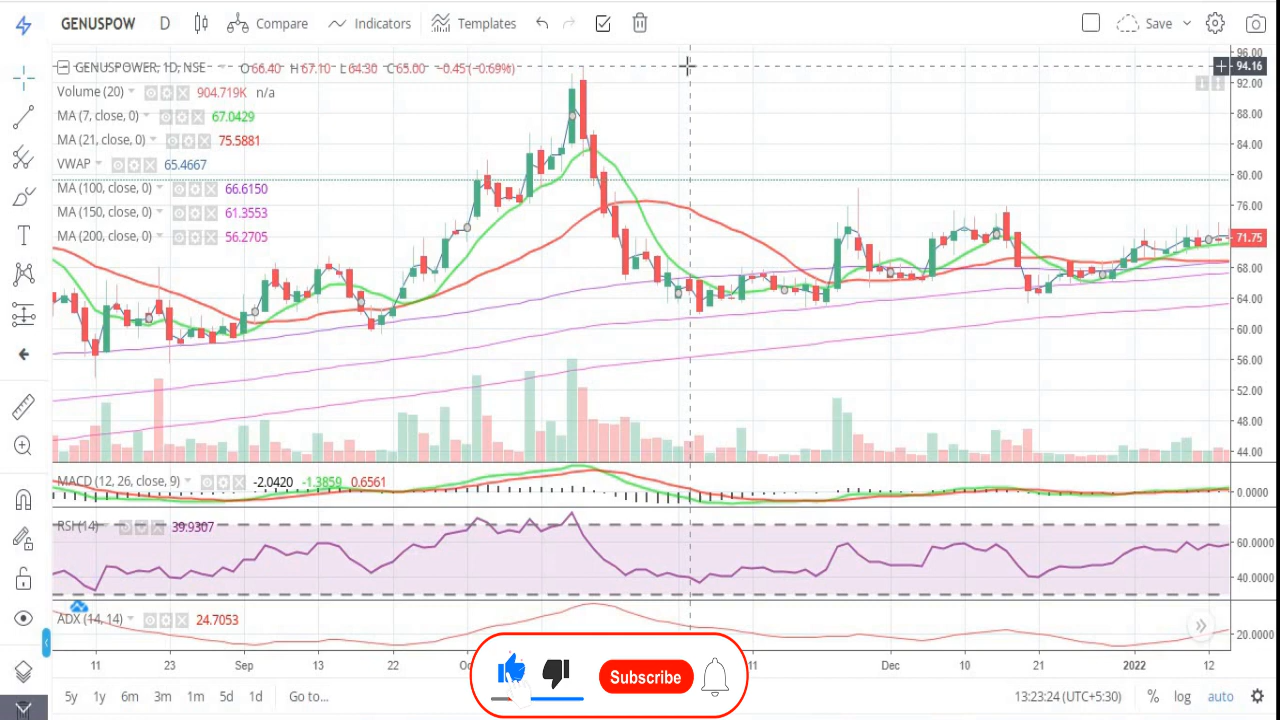 GENUSPOW D Compare Indicators Templates Save
GENUSPOWER, 1D, NSE O66.40 H67.10 L64.30 C65.00 −0.45 (−0.69%)
Volume (20) 904.719K n/a
MA (7, close, 0) 67.0429
MA (21, close, 0) 75.5881
VWAP 65.4667
MA (100, close, 0) 66.6150
MA (150, close, 0) 61.3553
MA (200, close, 0) 56.2705
96.00
94.16
92.00
88.00
84.00
80.00
76.00
71.75
68.00
64.00
60.00
56.00
52.00
48.00
44.00
MACD (12, 26, close, 9) -2.0420 -1.3859 0.6561
0.0000
RSI (14) 39.9307
60.0000
40.0000
ADX (14, 14) 24.7053
20.0000
11 23 Sep 13 22 11 Dec 10 21 2022 12
Subscribe
5y 1y 6m 3m 1m 5d 1d Go to... 13:23:24 (UTC+5:30) % log auto